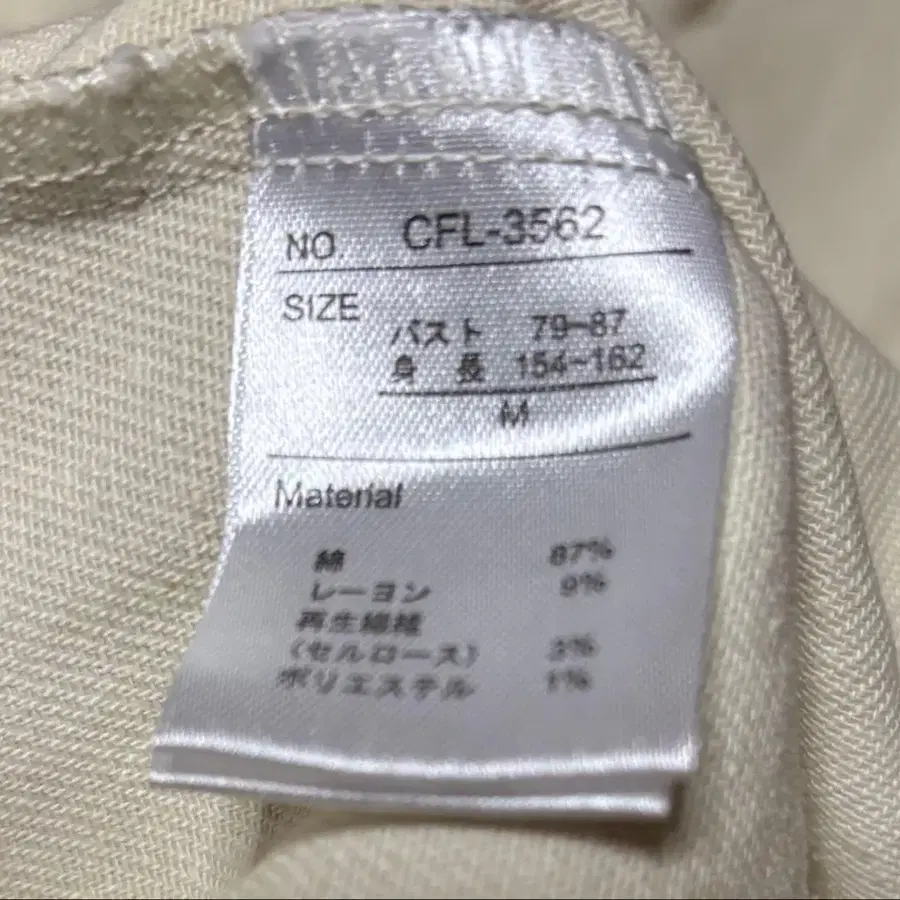 NO. CFL-3562
SIZE
バスト 79-87
身長 154-162
M
Material
綿 87%
レーヨン 9%
再生繊維
(セルロース) 3%
ポリエステル 1%